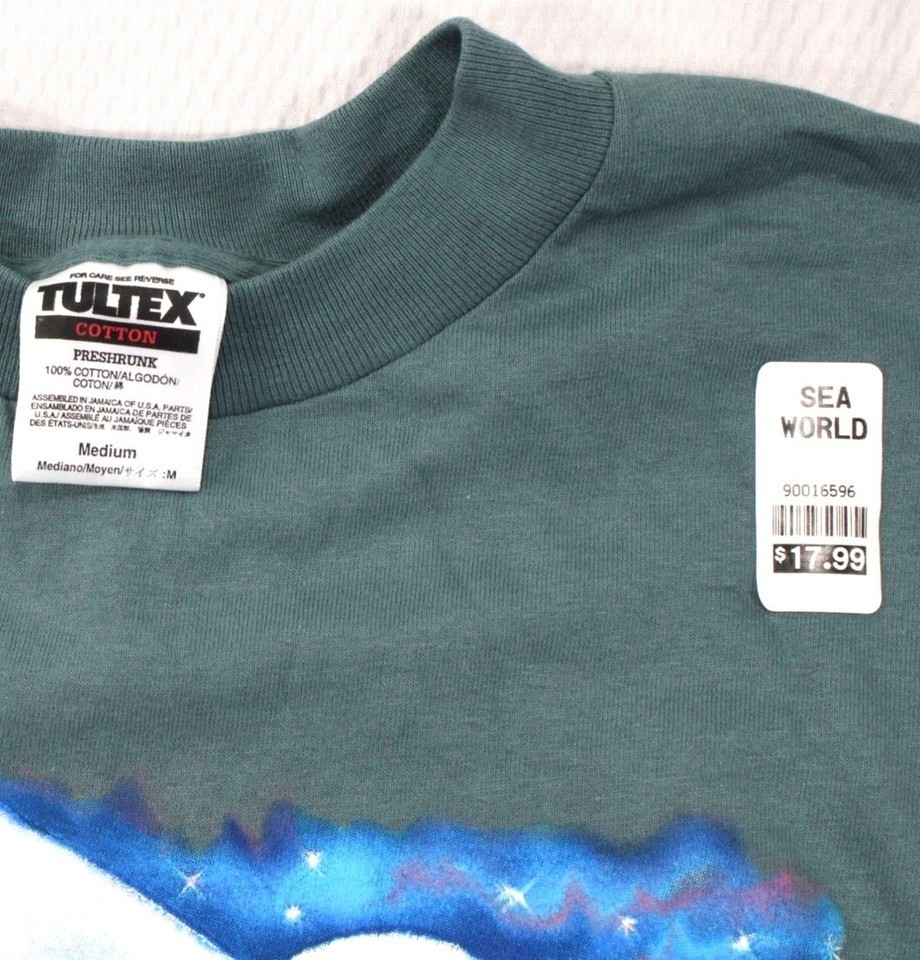 FOR CARE SEE REVERSE
TULTEX®
COTTON
PRESHRUNK
100% COTTON/ALGODÓN/
COTON/綿
ASSEMBLED IN JAMAICA OF U.S.A. PARTS/
ENSAMBLADO EN JAMAICA DE PARTES DE
U.S.A./ ASSEMBLÉ AU JAMAÏQUE PIÈCES
DES ÉTATS-UNIS/
Medium
Mediano/Moyen/サイズ :M
SEA
WORLD
90016596
$17.99